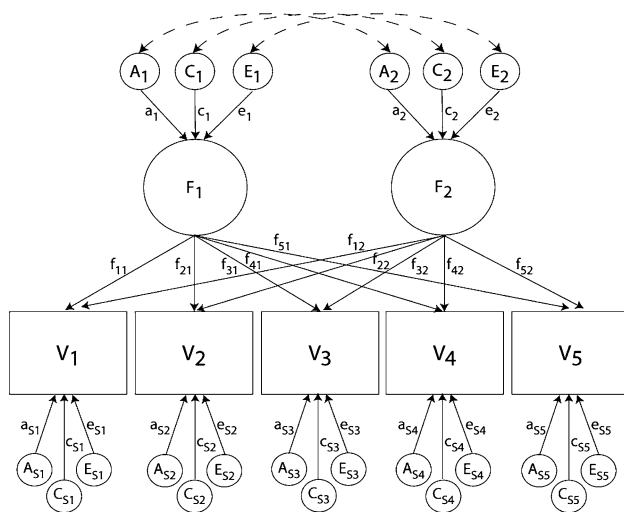 A1 C1 E1 A2 C2 E2
a1 c1 e1 a2 c2 e2
F1 F2
f11 f21 f31 f41 f51 f12 f22 f32 f42 f52
V1 V2 V3 V4 V5
aS1 cS1 eS1 aS2 cS2 eS2 aS3 cS3 eS3 aS4 cS4 eS4 aS5 cS5 eS5
AS1 CS1 ES1 AS2 CS2 ES2 AS3 CS3 ES3 AS4 CS4 ES4 AS5 CS5 ES5